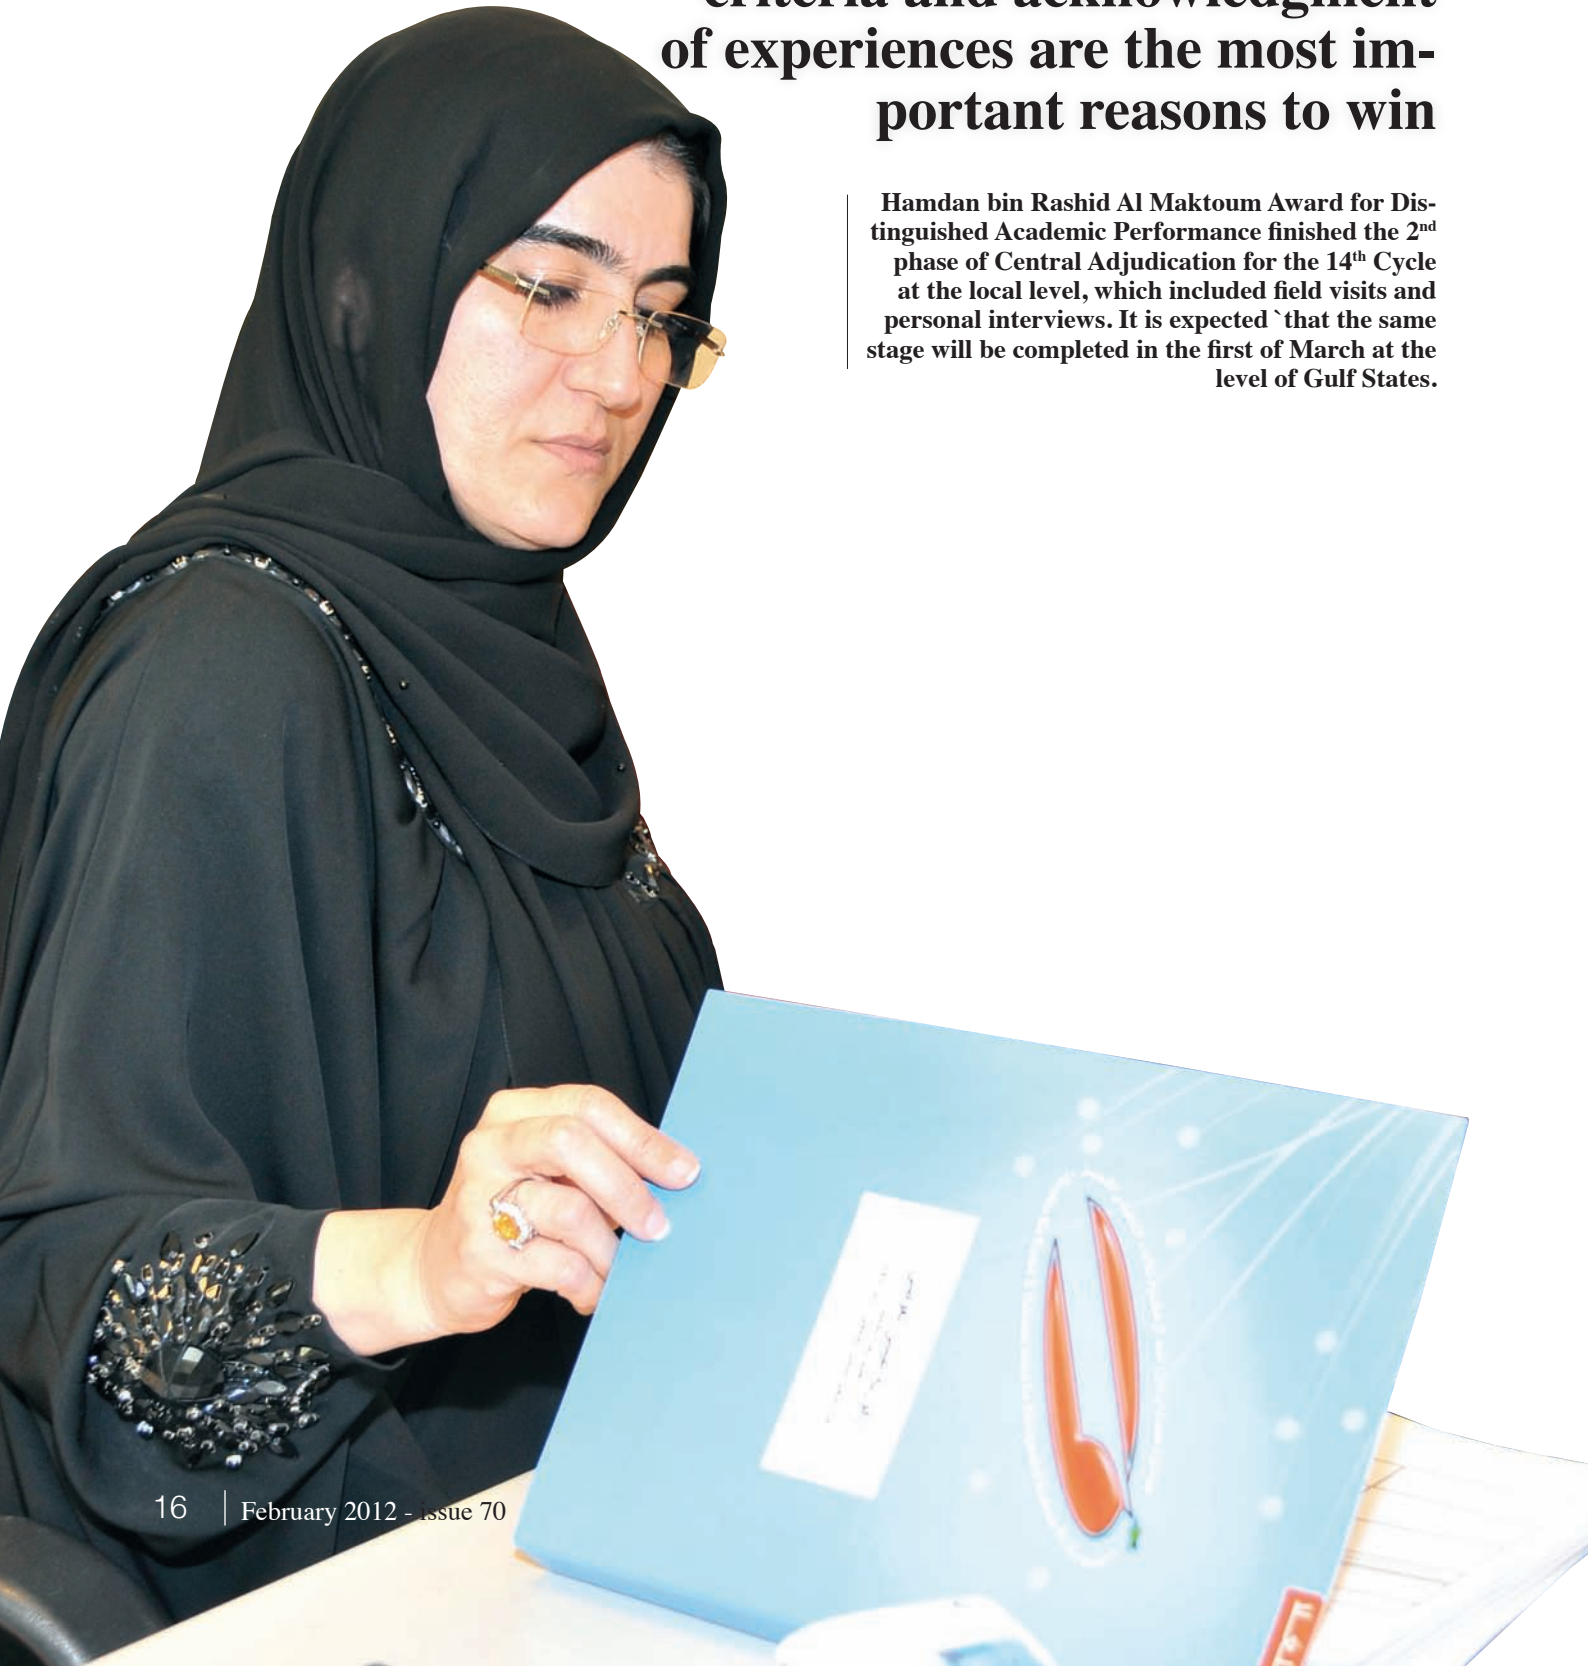 criteria and acknowledgment
of experiences are the most im-
portant reasons to win
Hamdan bin Rashid Al Maktoum Award for Dis-
tinguished Academic Performance finished the 2nd
phase of Central Adjudication for the 14th Cycle
at the local level, which included field visits and
personal interviews. It is expected `that the same
stage will be completed in the first of March at the
level of Gulf States.
16
February 2012 - issue 70